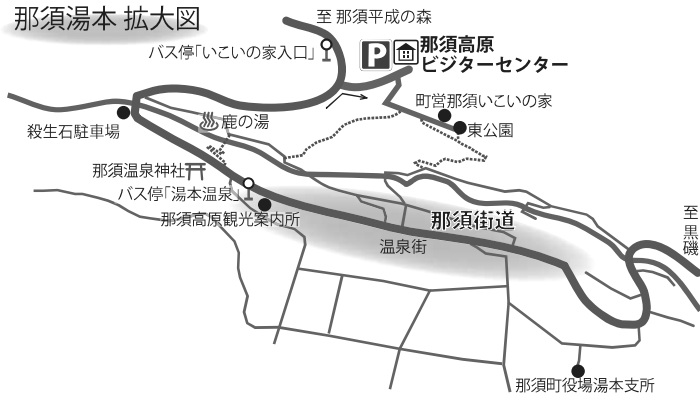 那須湯本 拡大図
至 那須平成の森
バス停「いこいの家入口」
P
那須高原
ビジターセンター
町営那須いこいの家
東公園
殺生石駐車場
鹿の湯
那須温泉神社
バス停「湯本温泉」
那須高原観光案内所
那須街道
温泉街
至 黒磯
那須町役場湯本支所